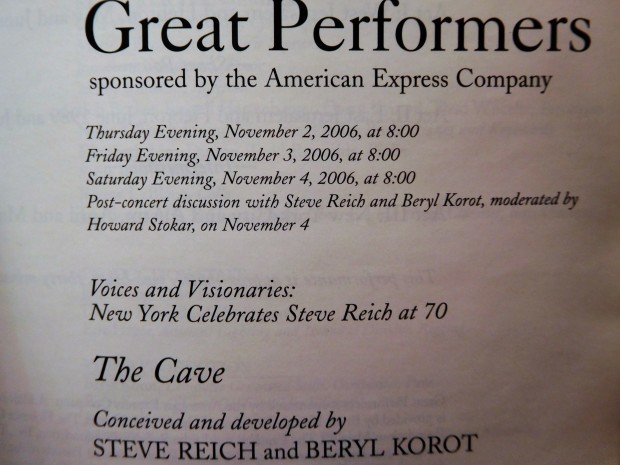 Great Performers
sponsored by the American Express Company
Thursday Evening, November 2, 2006, at 8:00
Friday Evening, November 3, 2006, at 8:00
Saturday Evening, November 4, 2006, at 8:00
Post-concert discussion with Steve Reich and Beryl Korot, moderated by
Howard Stokar, on November 4
Voices and Visionaries:
New York Celebrates Steve Reich at 70
The Cave
Conceived and developed by
STEVE REICH and BERYL KOROT